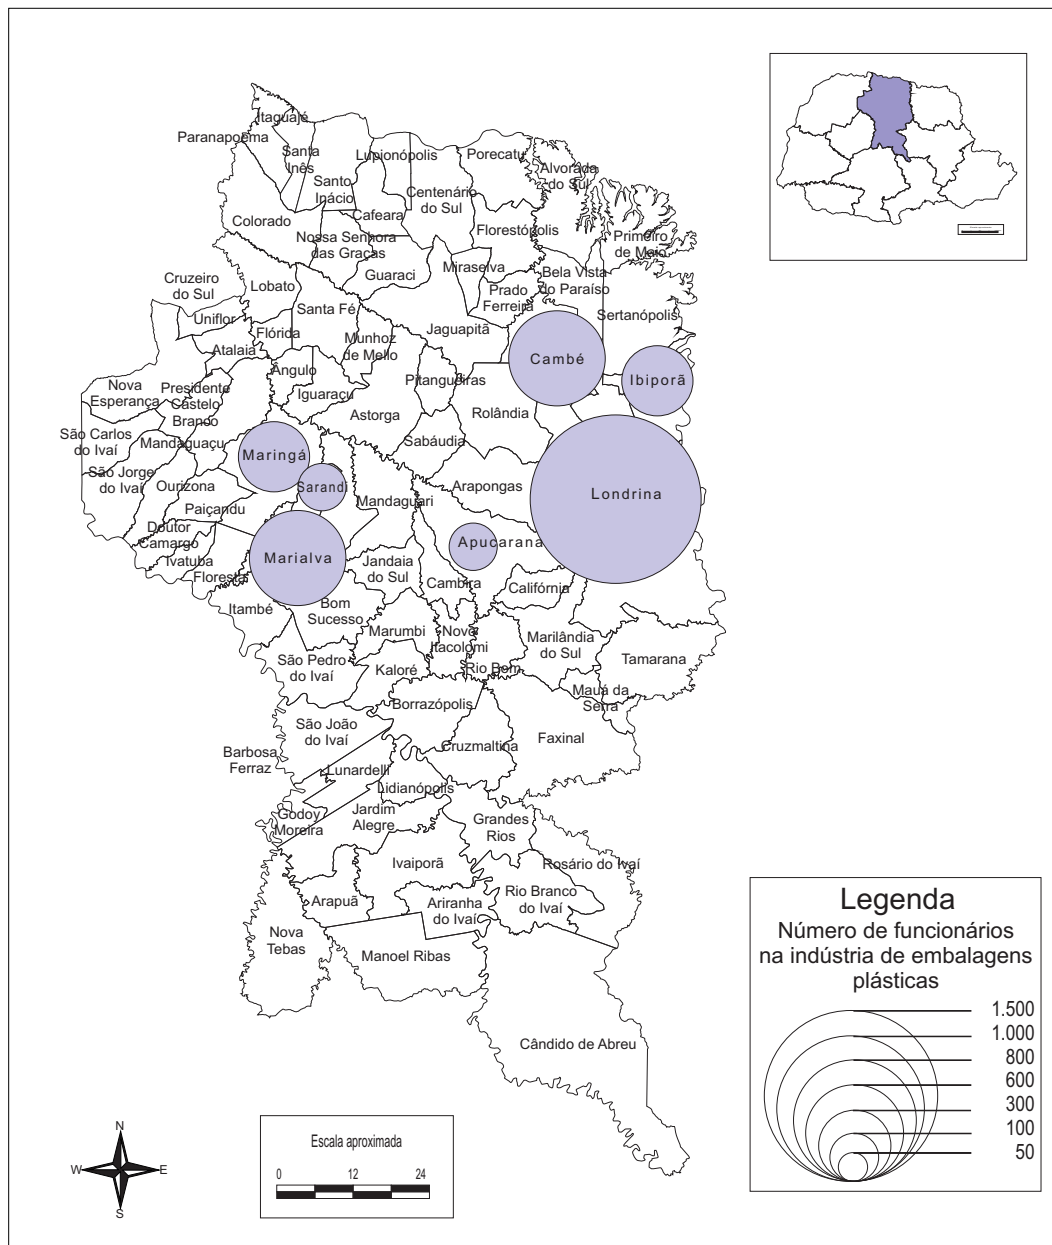 Itaguajé
Paranapoema
Santa
Inês
Lupionópolis
Porecatu
Alvorada
do Sul
Santo
Inácio
Centenário
do Sul
Colorado
Cafeara
Florestópolis
Primeiro
de Maio
Nossa Senhora
das Graças
Guaraci
Miraselva
Bela Vista
do Paraíso
Cruzeiro
do Sul
Lobato
Prado
Ferreira
Sertanópolis
Uniflor
Santa Fé
Flórida
Munhoz
de Mello
Jaguapitã
Atalaia
Cambé
Ângulo
Pitangueiras
Ibiporã
Nova
Esperança
Presidente
Castelo
Branco
Iguaraçu
Astorga
Rolândia
São Carlos
do Ivaí
Mandaguaçu
Sabáudia
Maringá
São Jorge
do Ivaí
Ourizona
Sarandi
Mandaguari
Arapongas
Londrina
Paiçandu
Doutor
Camargo
Apucarana
Ivatuba
Marialva
Floresta
Jandaia
do Sul
Cambira
Califórnia
Itambé
Bom
Sucesso
Marumbi
Novo
Itacolomi
Marilândia
do Sul
São Pedro
do Ivaí
Kaloré
Rio Bom
Tamarana
Mauá da
Serra
Borrazópolis
São João
do Ivaí
Cruzmaltina
Faxinal
Barbosa
Ferraz
Lunardelli
Lidianópolis
Godoy
Moreira
Jardim
Alegre
Grandes
Rios
Ivaiporã
Rosário do Ivaí
Arapuã
Ariranha
do Ivaí
Rio Branco
do Ivaí
Nova
Tebas
Manoel Ribas
Cândido de Abreu
Legenda
Número de funcionários
na indústria de embalagens
plásticas
1.500
1.000
800
600
300
100
50
N
W
E
S
Escala aproximada
0 12 24